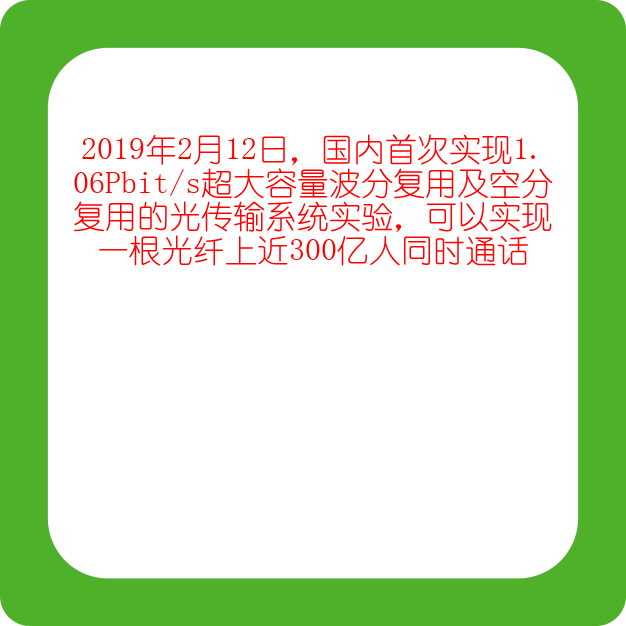 2019年2月12日，国内首次实现1.
06Pbit/s超大容量波分复用及空分
复用的光传输系统实验，可以实现
一根光纤上近300亿人同时通话